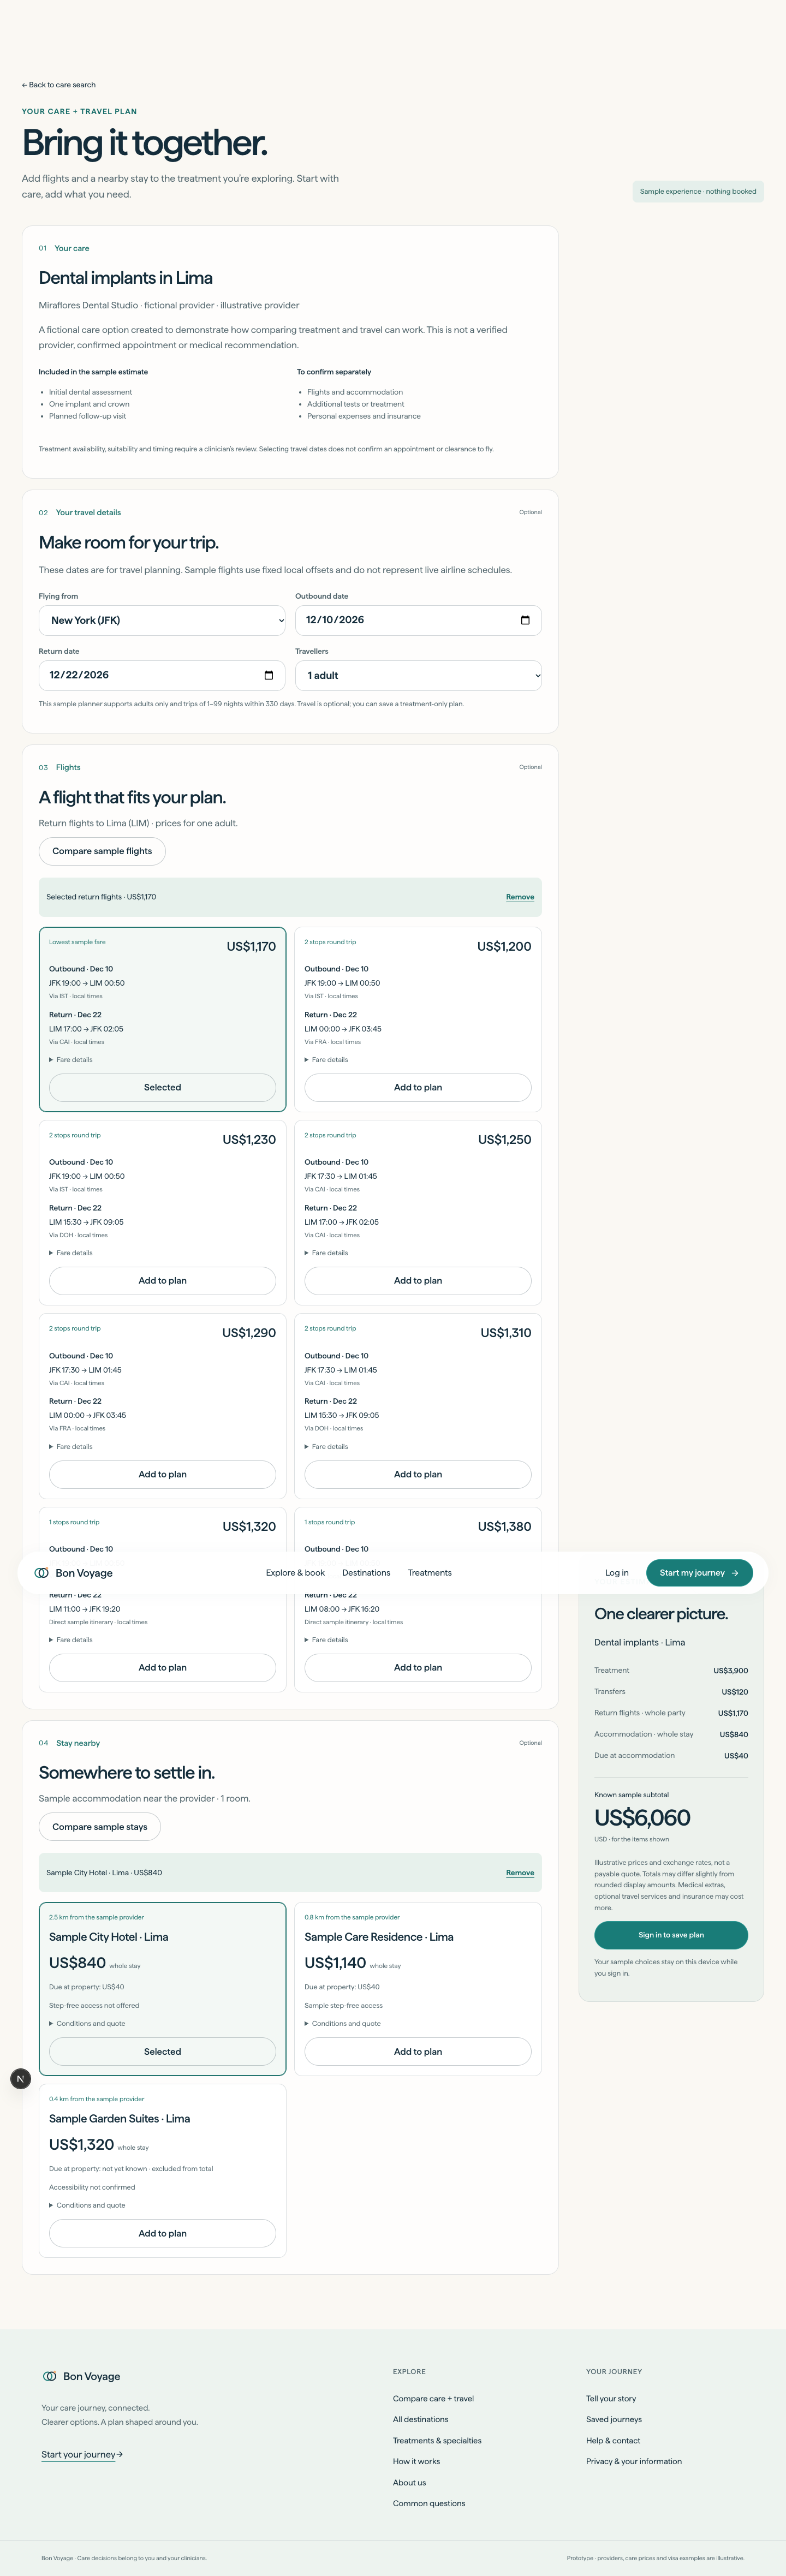 ← Back to care search
YOUR CARE + TRAVEL PLAN
Bring it together.
Add flights and a nearby stay to the treatment you're exploring. Start with
care, add what you need.
Sample experience · nothing booked
01 Your care
Dental implants in Lima
Miraflores Dental Studio · fictional provider · illustrative provider
A fictional care option created to demonstrate how comparing treatment and travel can work. This is not a verified
provider, confirmed appointment or medical recommendation.
Included in the sample estimate
• Initial dental assessment
• One implant and crown
• Planned follow-up visit
To confirm separately
• Flights and accommodation
• Additional tests or treatment
• Personal expenses and insurance
Treatment availability, suitability and timing require a clinician's review. Selecting travel dates does not confirm an appointment or clearance to fly.
02 Your travel details
Optional
Make room for your trip.
These dates are for travel planning. Sample flights use fixed local offsets and do not represent live airline schedules.
Flying from
New York (JFK)
Outbound date
12/10/2026
Return date
12/22/2026
Travellers
1 adult
This sample planner supports adults only and trips of 1–99 nights within 330 days. Travel is optional; you can save a treatment-only plan.
03 Flights
Optional
A flight that fits your plan.
Return flights to Lima (LIM) · prices for one adult.
Compare sample flights
Selected return flights · US$1,170
Remove
Lowest sample fare
US$1,170
Outbound · Dec 10
JFK 19:00 → LIM 00:50
Via IST · local times
Return · Dec 22
LIM 17:00 → JFK 02:05
Via CAI · local times
▶ Fare details
Selected
2 stops round trip
US$1,200
Outbound · Dec 10
JFK 19:00 → LIM 00:50
Via IST · local times
Return · Dec 22
LIM 00:00 → JFK 03:45
Via FRA · local times
▶ Fare details
Add to plan
2 stops round trip
US$1,230
Outbound · Dec 10
JFK 19:00 → LIM 00:50
Via IST · local times
Return · Dec 22
LIM 15:30 → JFK 09:05
Via DOH · local times
▶ Fare details
Add to plan
2 stops round trip
US$1,250
Outbound · Dec 10
JFK 17:30 → LIM 01:45
Via CAI · local times
Return · Dec 22
LIM 17:00 → JFK 02:05
Via CAI · local times
▶ Fare details
Add to plan
2 stops round trip
US$1,290
Outbound · Dec 10
JFK 17:30 → LIM 01:45
Via CAI · local times
Return · Dec 22
LIM 00:00 → JFK 03:45
Via FRA · local times
▶ Fare details
Add to plan
2 stops round trip
US$1,310
Outbound · Dec 10
JFK 17:30 → LIM 01:45
Via CAI · local times
Return · Dec 22
LIM 15:30 → JFK 09:05
Via DOH · local times
▶ Fare details
Add to plan
1 stops round trip
US$1,320
Outbound · Dec 10
Return · Dec 22
LIM 11:00 → JFK 19:20
Direct sample itinerary · local times
▶ Fare details
Add to plan
1 stops round trip
US$1,380
Outbound · Dec 10
Return · Dec 22
LIM 08:00 → JFK 16:20
Direct sample itinerary · local times
▶ Fare details
Add to plan
Bon Voyage
Explore & book
Destinations
Treatments
Log in
Start my journey →
One clearer picture.
Dental implants · Lima
Treatment US$3,900
Transfers US$120
Return flights · whole party US$1,170
Accommodation · whole stay US$840
Due at accommodation US$40
Known sample subtotal
US$6,060
USD · for the items shown
Illustrative prices and exchange rates, not a
payable quote. Totals may differ slightly from
rounded display amounts. Medical extras,
optional travel services and insurance may cost
more.
Sign in to save plan
Your sample choices stay on this device while
you sign in.
04 Stay nearby
Optional
Somewhere to settle in.
Sample accommodation near the provider · 1 room.
Compare sample stays
Sample City Hotel · Lima · US$840
Remove
2.5 km from the sample provider
Sample City Hotel · Lima
US$840 whole stay
Due at property: US$40
Step-free access not offered
▶ Conditions and quote
Selected
0.8 km from the sample provider
Sample Care Residence · Lima
US$1,140 whole stay
Due at property: US$40
Sample step-free access
▶ Conditions and quote
Add to plan
0.4 km from the sample provider
Sample Garden Suites · Lima
US$1,320 whole stay
Due at property: not yet known · excluded from total
Accessibility not confirmed
▶ Conditions and quote
Add to plan
N
Bon Voyage
Your care journey, connected.
Clearer options. A plan shaped around you.
Start your journey →
EXPLORE
Compare care + travel
All destinations
Treatments & specialties
How it works
About us
Common questions
YOUR JOURNEY
Tell your story
Saved journeys
Help & contact
Privacy & your information
Bon Voyage · Care decisions belong to you and your clinicians.
Prototype · providers, care prices and visa examples are illustrative.